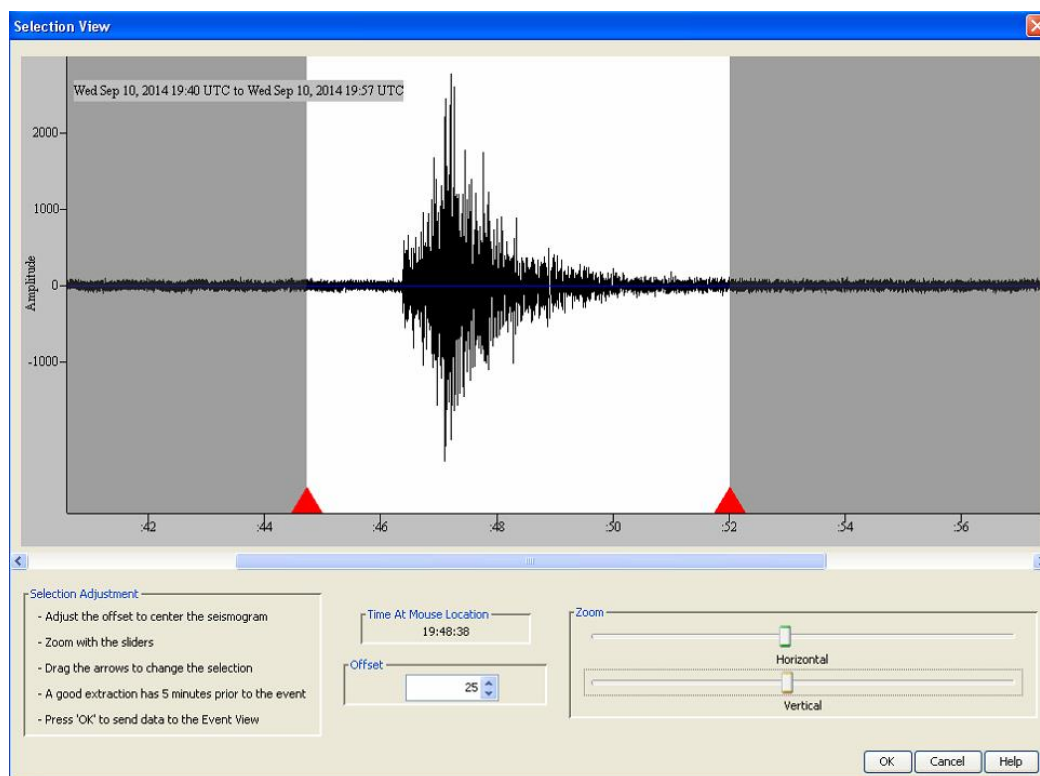 Selection View
Wed Sep 10, 2014 19:40 UTC to Wed Sep 10, 2014 19:57 UTC
2000
1000
0
-1000
Amplitude
:42 :44 :46 :48 :50 :52 :54 :56
Selection Adjustment
- Adjust the offset to center the seismogram
- Zoom with the sliders
- Drag the arrows to change the selection
- A good extraction has 5 minutes prior to the event
- Press 'OK' to send data to the Event View
Time At Mouse Location
19:48:38
Offset
25
Zoom
Horizontal
Vertical
OK Cancel Help